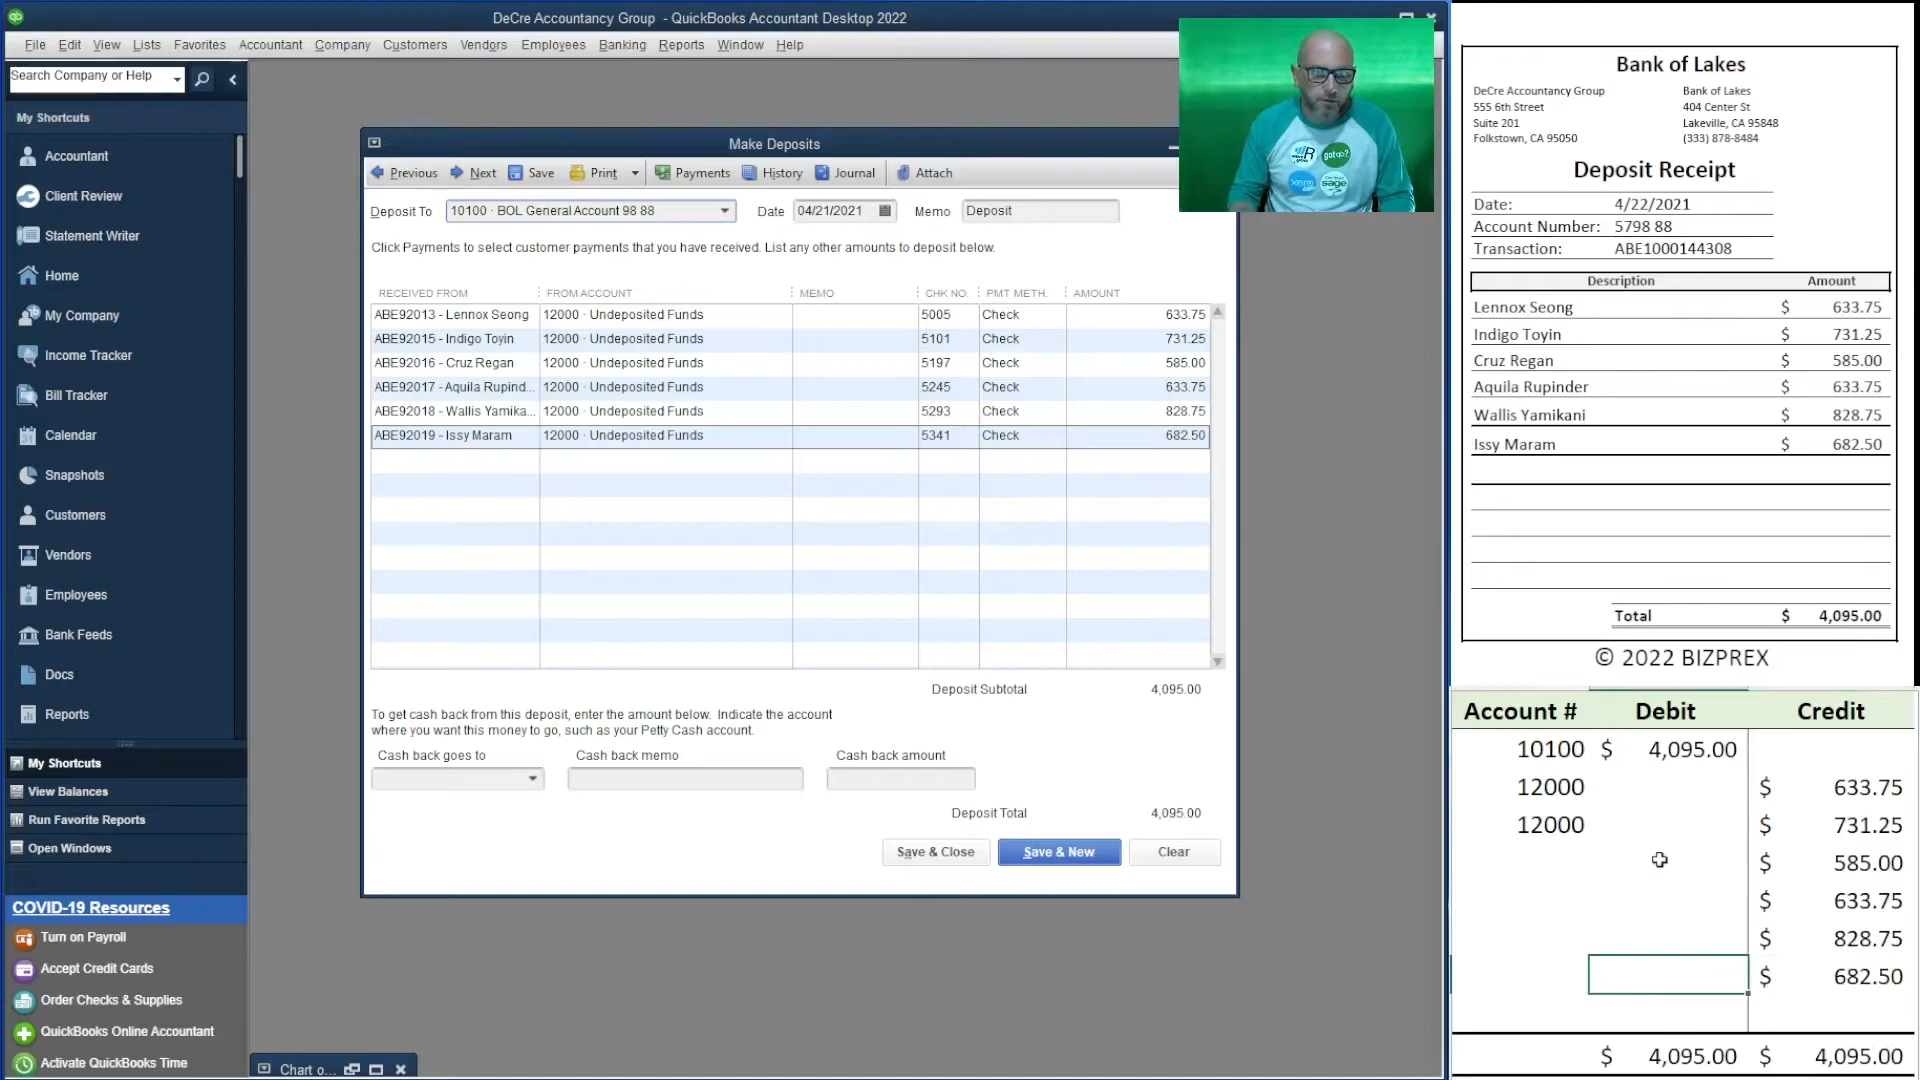 DeCre Accountancy Group - QuickBooks Accountant Desktop 2022
File Edit View Lists Favorites Accountant Company Customers Vendors Employees Banking Reports Window Help
Search Company or Help
My Shortcuts
Accountant
Client Review
Statement Writer
Home
My Company
Income Tracker
Bill Tracker
Calendar
Snapshots
Customers
Vendors
Employees
Bank Feeds
Docs
Reports
My Shortcuts
View Balances
Run Favorite Reports
Open Windows
COVID-19 Resources
Turn on Payroll
Accept Credit Cards
Order Checks & Supplies
QuickBooks Online Accountant
Activate QuickBooks Time
Make Deposits
Previous Next Save Print Payments History Journal Attach
Deposit To 10100 · BOL General Account 98 88 Date 04/21/2021 Memo Deposit
Click Payments to select customer payments that you have received. List any other amounts to deposit below.
RECEIVED FROM FROM ACCOUNT MEMO CHK NO. PMT METH. AMOUNT
ABE92013 - Lennox Seong 12000 · Undeposited Funds 5005 Check 633.75
ABE92015 - Indigo Toyin 12000 · Undeposited Funds 5101 Check 731.25
ABE92016 - Cruz Regan 12000 · Undeposited Funds 5197 Check 585.00
ABE92017 - Aquila Rupind... 12000 · Undeposited Funds 5245 Check 633.75
ABE92018 - Wallis Yamika... 12000 · Undeposited Funds 5293 Check 828.75
ABE92019 - Issy Maram 12000 · Undeposited Funds 5341 Check 682.50
Deposit Subtotal 4,095.00
To get cash back from this deposit, enter the amount below. Indicate the account
where you want this money to go, such as your Petty Cash account.
Cash back goes to Cash back memo Cash back amount
Deposit Total 4,095.00
Save & Close Save & New Clear
Chart o...
got qb?
xero
sage
Bank of Lakes
DeCre Accountancy Group Bank of Lakes
555 6th Street 404 Center St
Suite 201 Lakeville, CA 95848
Folkstown, CA 95050 (333) 878-8484
Deposit Receipt
Date: 4/22/2021
Account Number: 5798 88
Transaction: ABE1000144308
Description Amount
Lennox Seong $ 633.75
Indigo Toyin $ 731.25
Cruz Regan $ 585.00
Aquila Rupinder $ 633.75
Wallis Yamikani $ 828.75
Issy Maram $ 682.50
Total $ 4,095.00
© 2022 BIZPREX
Account # Debit Credit
10100 $ 4,095.00
12000 $ 633.75
12000 $ 731.25
$ 585.00
$ 633.75
$ 828.75
$ 682.50
$ 4,095.00 $ 4,095.00